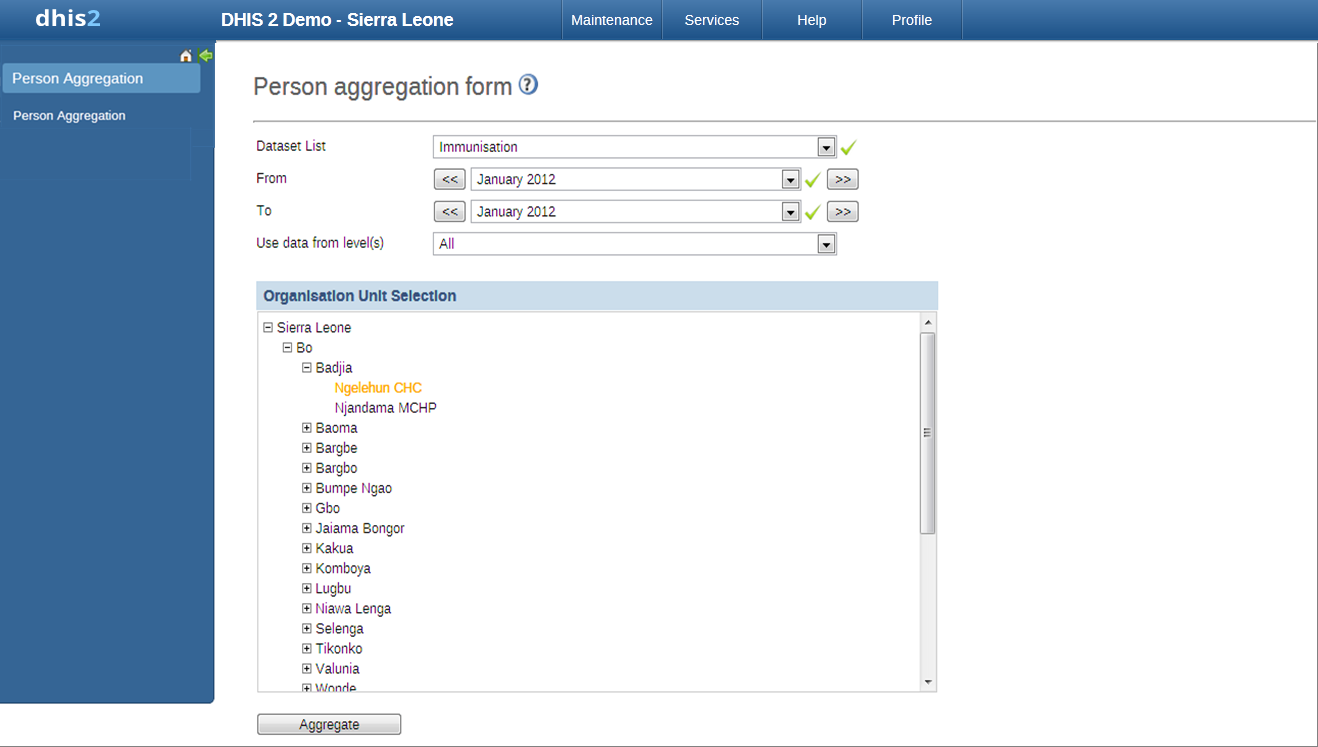 dhis2 DHIS 2 Demo - Sierra Leone Maintenance Services Help Profile
Person Aggregation
Person Aggregation
Person aggregation form ?
Dataset List Immunisation
From << January 2012 >>
To << January 2012 >>
Use data from level(s) All
Organisation Unit Selection
Sierra Leone
Bo
Badjia
Ngelehun CHC
Njandama MCHP
Baoma
Bargbe
Bargbo
Bumpe Ngao
Gbo
Jaiama Bongor
Kakua
Komboya
Lugbu
Niawa Lenga
Selenga
Tikonko
Valunia
Wonde
Aggregate